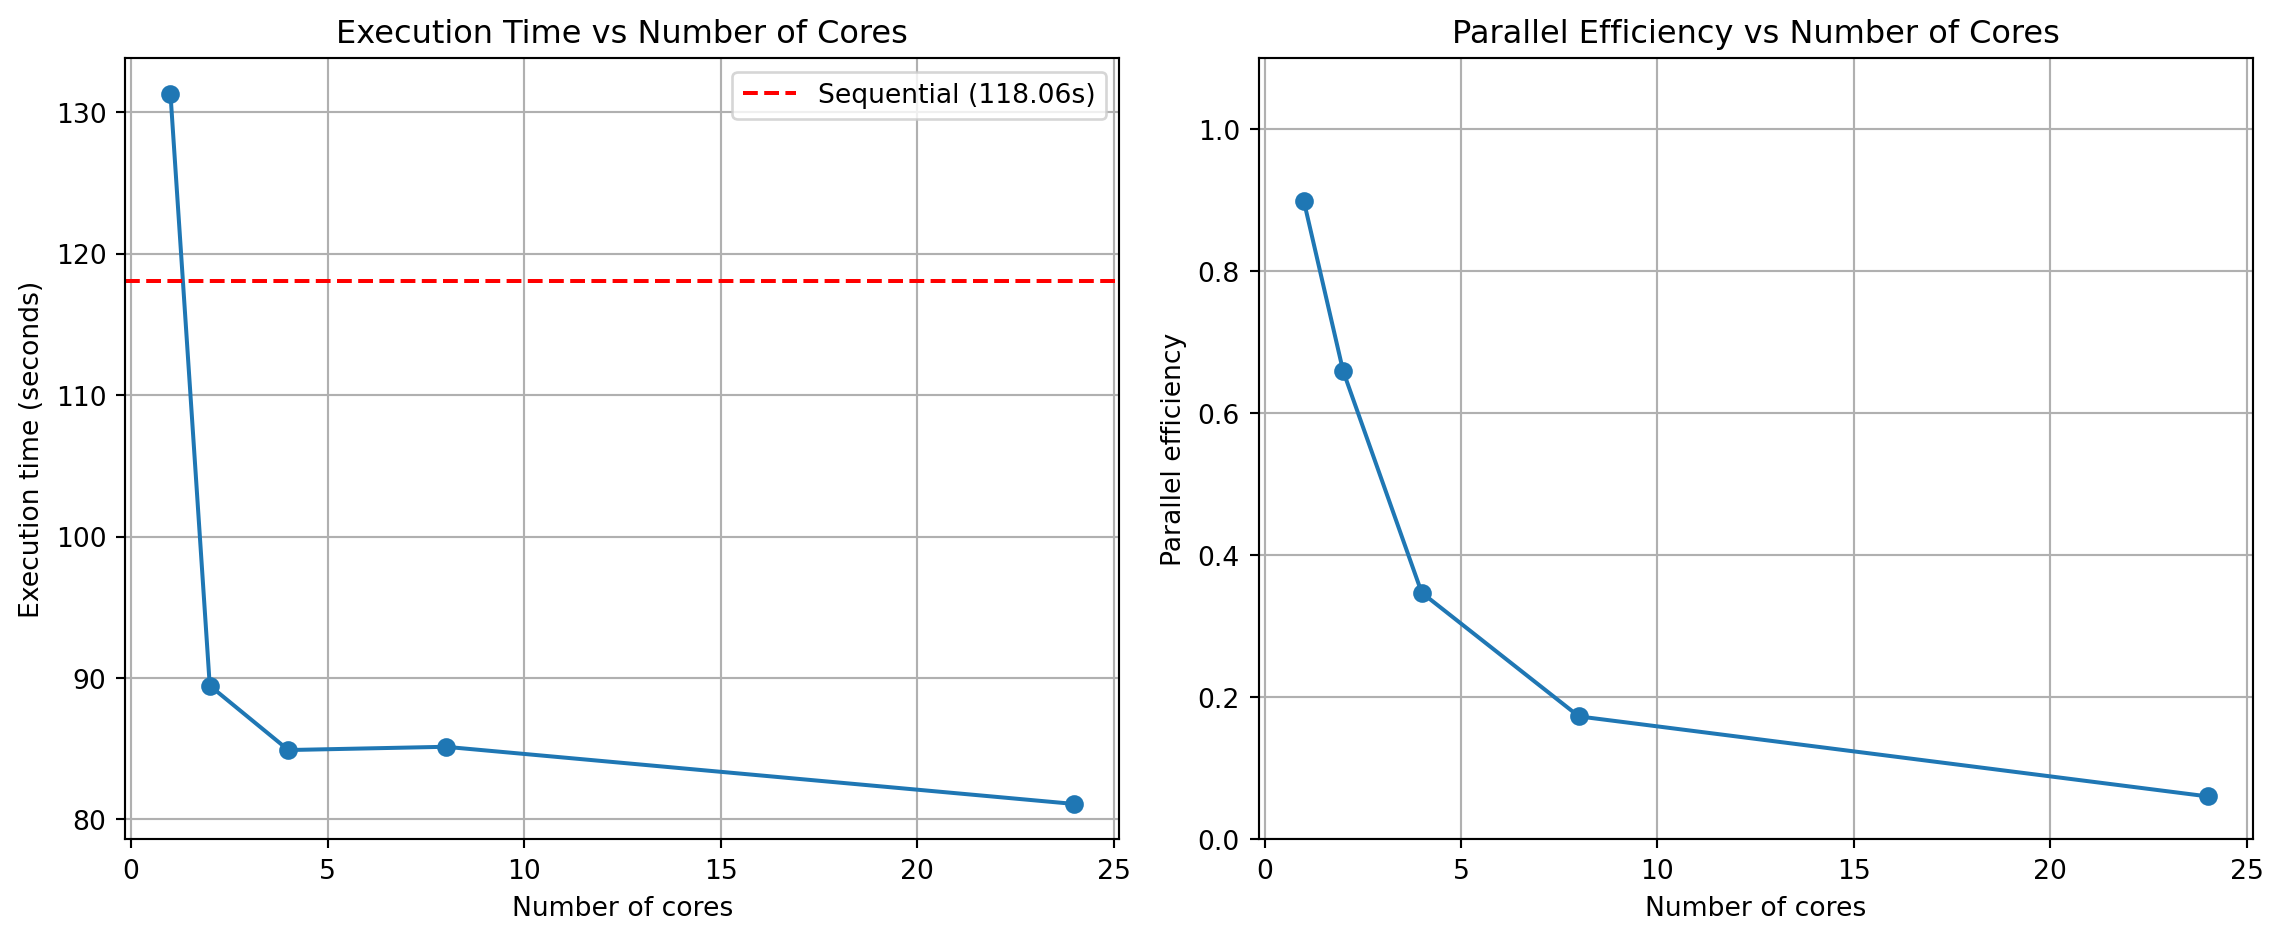 Execution Time vs Number of Cores
Sequential (118.06s)
130
120
110
100
90
80
Execution time (seconds)
0 5 10 15 20 25
Number of cores
Parallel Efficiency vs Number of Cores
1.0
0.8
0.6
0.4
0.2
0.0
Parallel efficiency
0 5 10 15 20 25
Number of cores